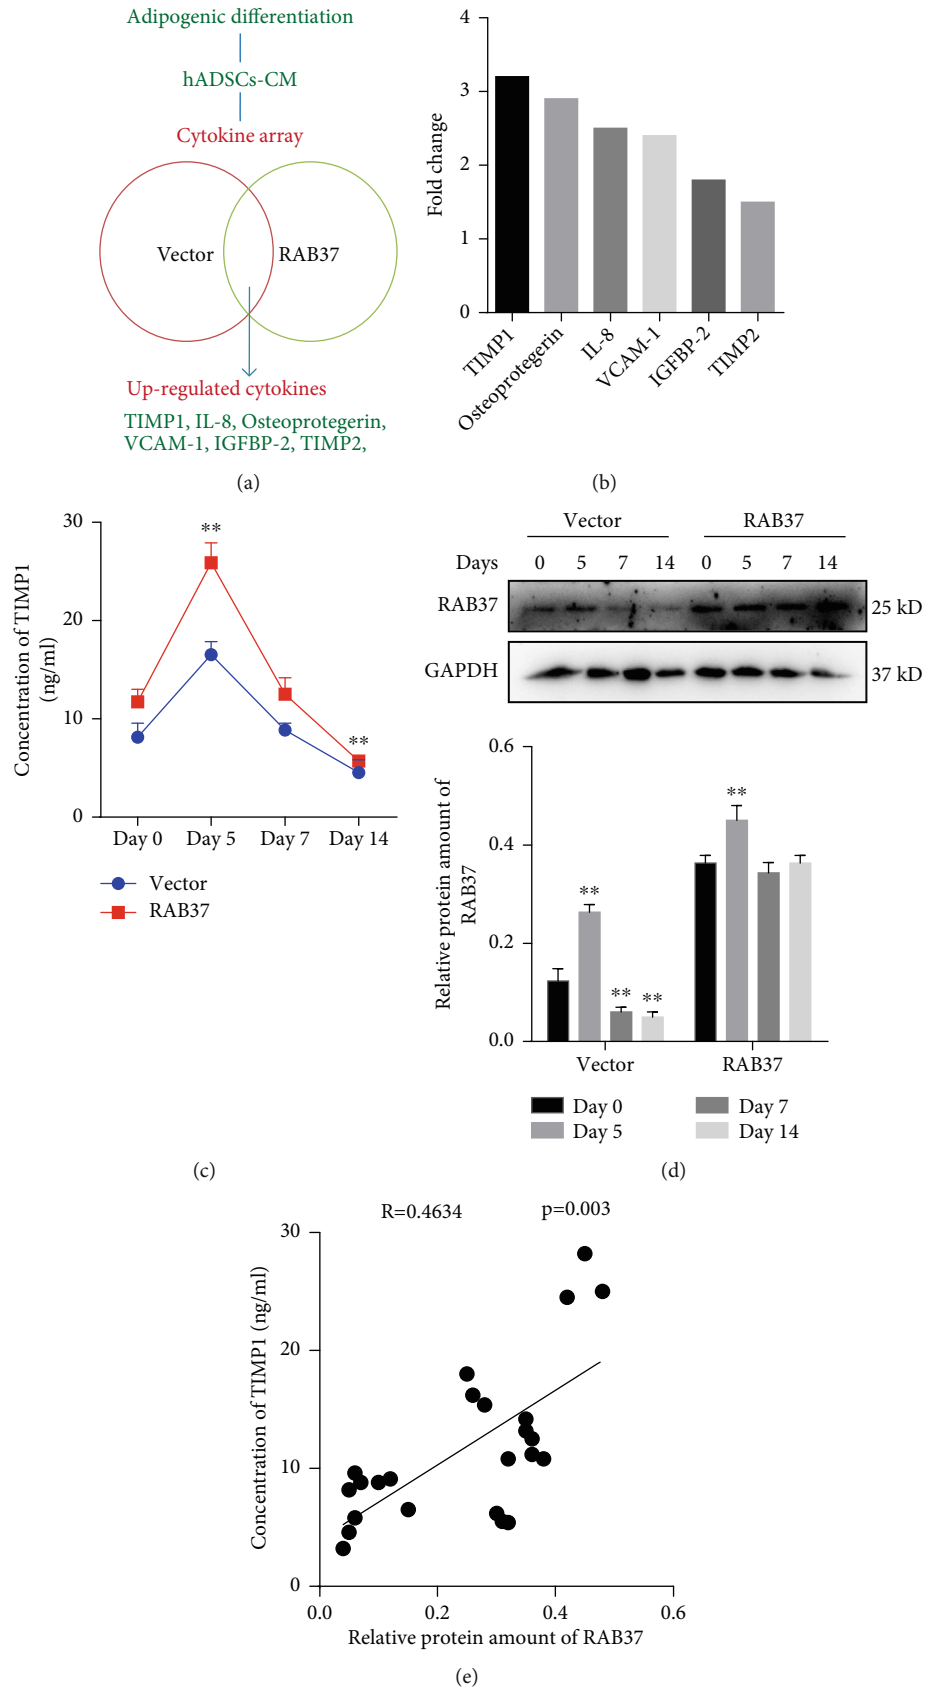 Adipogenic differentiation
hADSCs-CM
Cytokine array
Vector
RAB37
Up-regulated cytokines
TIMP1, IL-8, Osteoprotegerin,
VCAM-1, IGFBP-2, TIMP2,
(a)
Fold change
4
3
2
1
0
TIMP1
Osteoprotegerin
IL-8
VCAM-1
IGFBP-2
TIMP2
(b)
Concentration of TIMP1
(ng/ml)
30
20
10
0
**
**
Day 0 Day 5 Day 7 Day 14
Vector
RAB37
(c)
Vector RAB37
Days 0 5 7 14 0 5 7 14
RAB37 25 kD
GAPDH 37 kD
Relative protein amount of
RAB37
0.6
0.4
0.2
0.0
**
**
**
**
Vector RAB37
Day 0 Day 7
Day 5 Day 14
(d)
R=0.4634 p=0.003
Concentration of TIMP1 (ng/ml)
30
20
10
0
0.0 0.2 0.4 0.6
Relative protein amount of RAB37
(e)